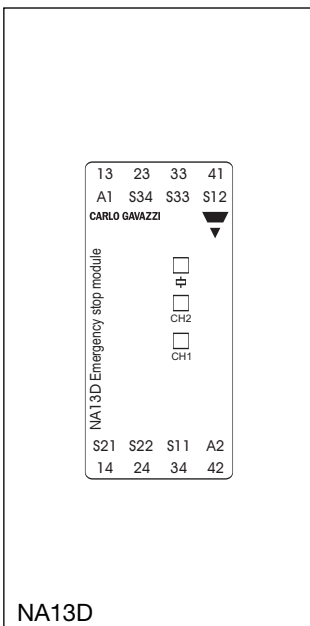 13 23 33 41
A1 S34 S33 S12
CARLO GAVAZZI
NA13D Emergency stop module
CH2
CH1
S21 S22 S11 A2
14 24 34 42
NA13D